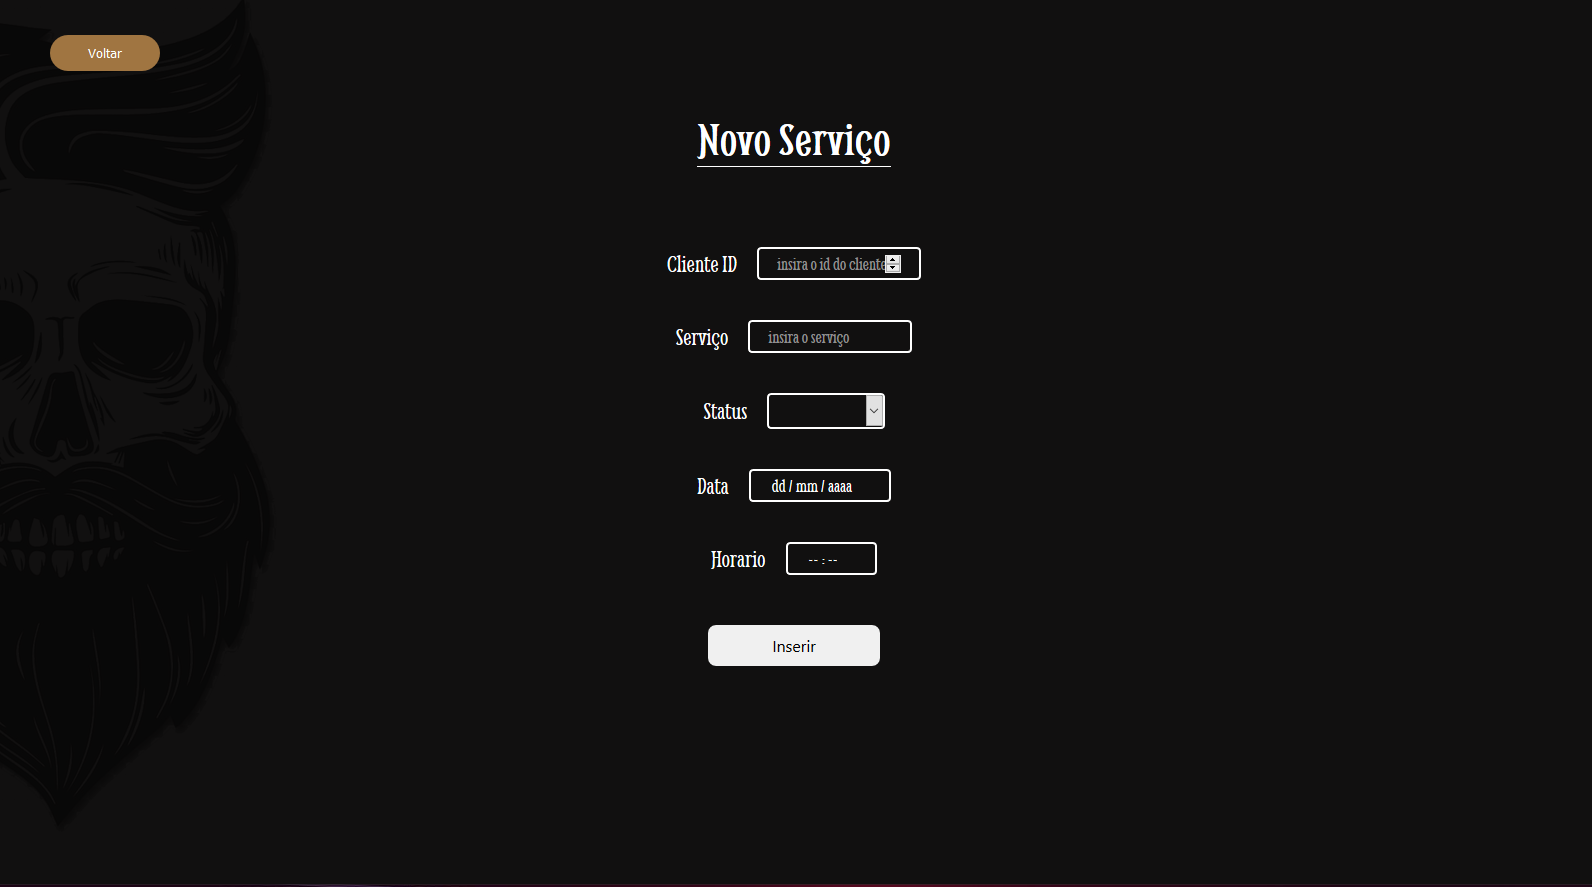 Voltar
Novo Serviço
Cliente ID insira o id do cliente
Serviço insira o serviço
Status
Data dd / mm / aaaa
Horario -- : --
Inserir